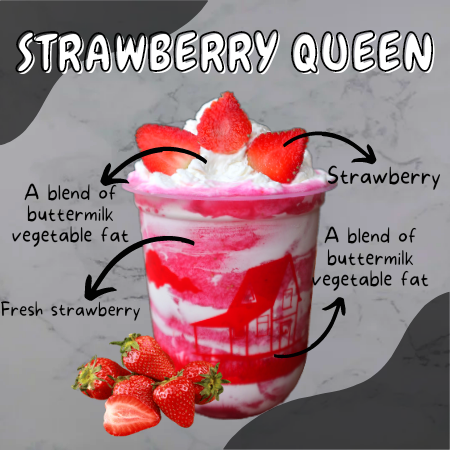 STRAWBERRY QUEEN
Strawberry
A blend of
buttermilk
vegetable fat
A blend of
buttermilk
vegetable fat
Fresh strawberry